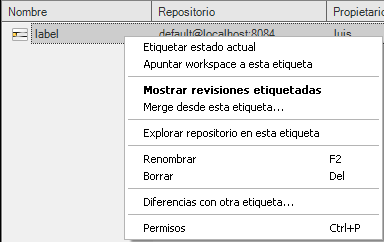 Nombre Repositorio Propietario
label default@localhost:8084 luis
Etiquetar estado actual
Apuntar workspace a esta etiqueta
Mostrar revisiones etiquetadas
Merge desde esta etiqueta...
Explorar repositorio en esta etiqueta
Renombrar F2
Borrar Del
Diferencias con otra etiqueta...
Permisos Ctrl+P